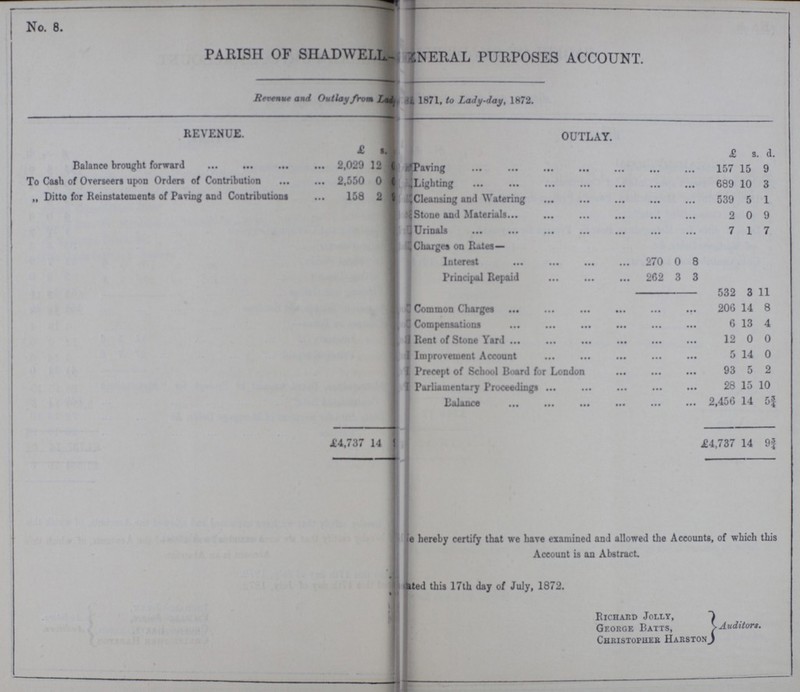 No. 8.
PARISH OF SHADWELL— NERAL PURPOSES ACCOUNT.
Revenue and Outlay from 1871, to Lady-day, 1872.
REVENUE.
£ s.
Balance brought forward ... ... ... ... ... 2,029 12
To Cash of Overseers upon Orders of Contribution ... ... 2,550 0
„ Ditto for Reinstatements of Paving and Contributions ... 158 2
£4,737 14
OUTLAY.
£ s. d.
Paving ... ... ... ... ... ... ... 157 15 9
Lighting ... ... ... ... ... ... ... 689 10 3
Cleansing and Watering ... ... ... ... ... 539 5 1
Stone and Materials... ... ... ... ... ... 2 0 9
Urinals ... ... ... ... ... ... ... 7 1 7
Charges on Rates—
Interest ... ... ... ... ... 270 0 8
Principal Repaid ... ... ... 262 3 3
532 3 11
Common Charges ... ... ... ... ... ... 206 14 8
Compensations ... ... ... ... ... ... 6 13 4
Rent of Stone Yard ... ... ... ... ... ... 12 0 0
Improvement Account ... ... ... ... ... 5 14 0
Precept of School Board for London ... ... ... 93 5 2
Parliamentary Proceedings ... ... ... ... ... 28 15 10
Balance ... ... ... ... ... ... 2,456 14 5¾
£4,737 14 9¾
e hereby certify that we have examined and allowed the Accounts, of which this
Account is an Abstract.
ated this 17th day of July, 1872.
RICHARD JOLLY,
GEORGE BATTS,
CHRISTOPHER HARSTON
Auditors.